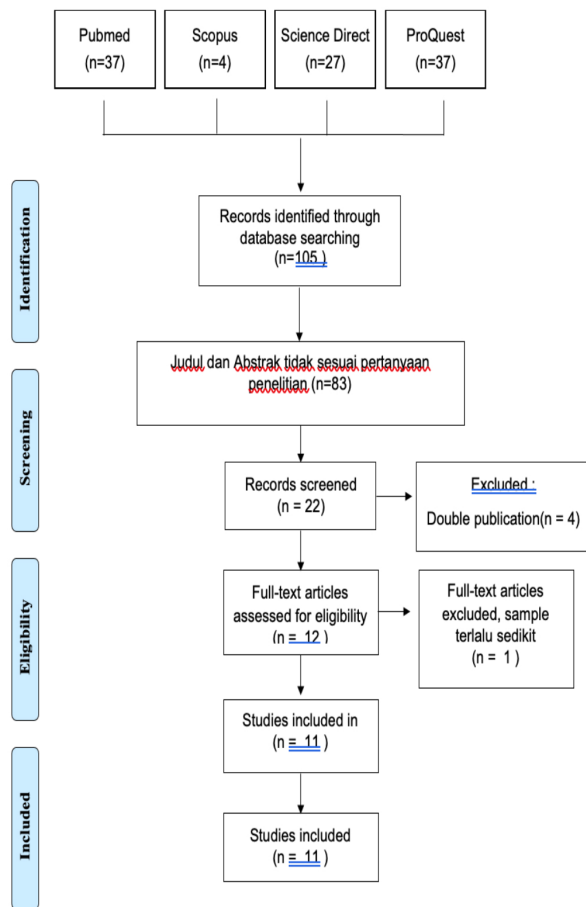 Pubmed
(n=37)
Scopus
(n=4)
Science Direct
(n=27)
ProQuest
(n=37)
Identification
Records identified through
database searching
(n=105 )
Judul dan Abstrak tidak sesuai pertanyaan
penelitian (n=83)
Screening
Records screened
(n = 22)
Excluded :
Double publication(n = 4)
Eligibility
Full-text articles
assessed for eligibility
(n = 12 )
Full-text articles
excluded, sample
terlalu sedikit
(n = 1 )
Studies included in
(n = 11 )
Included
Studies included
(n = 11 )